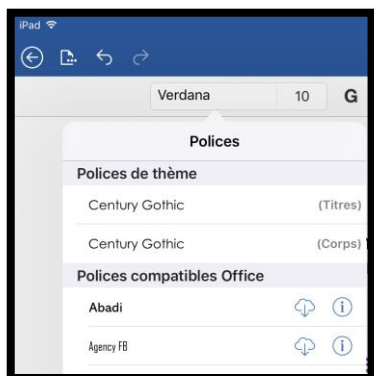 iPad
Verdana 10 G
Polices
Polices de thème
Century Gothic (Titres)
Century Gothic (Corps)
Polices compatibles Office
Abadi
Agency FB